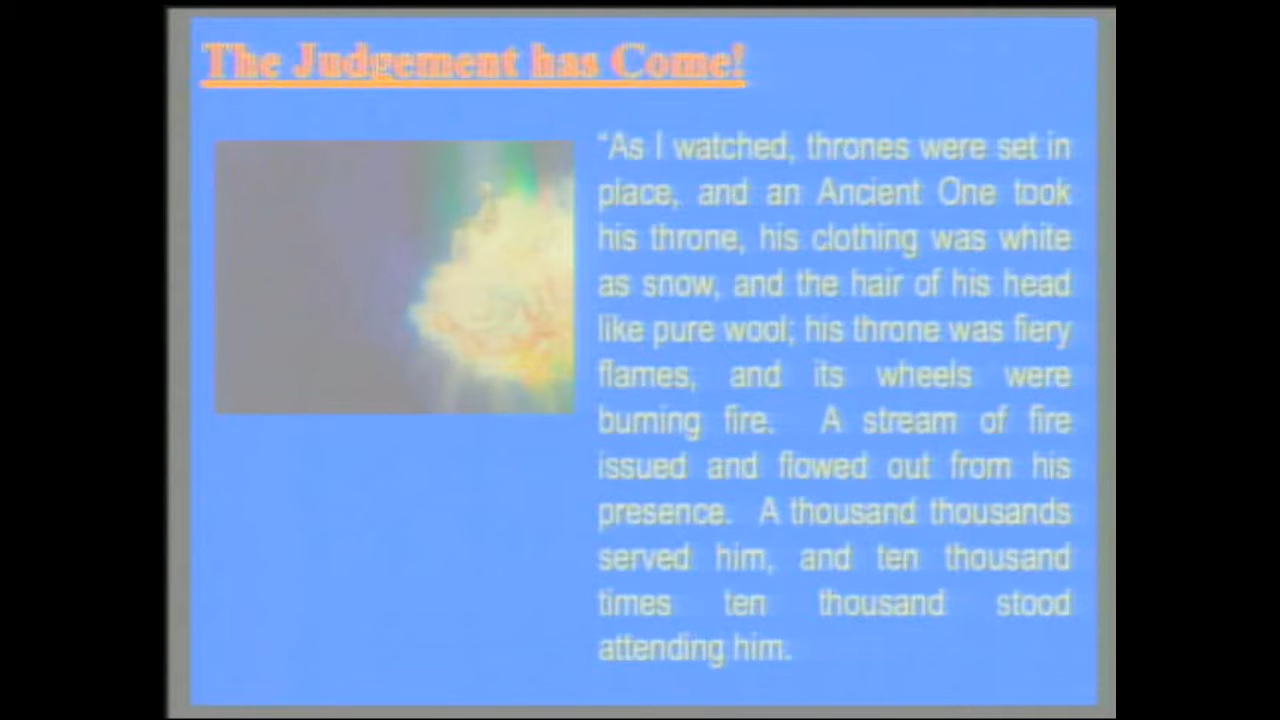 The Judgement has Come!
“As I watched, thrones were set in
place, and an Ancient One took
his throne, his clothing was white
as snow, and the hair of his head
like pure wool; his throne was fiery
flames, and its wheels were
burning fire. A stream of fire
issued and flowed out from his
presence. A thousand thousands
served him, and ten thousand
times ten thousand stood
attending him.